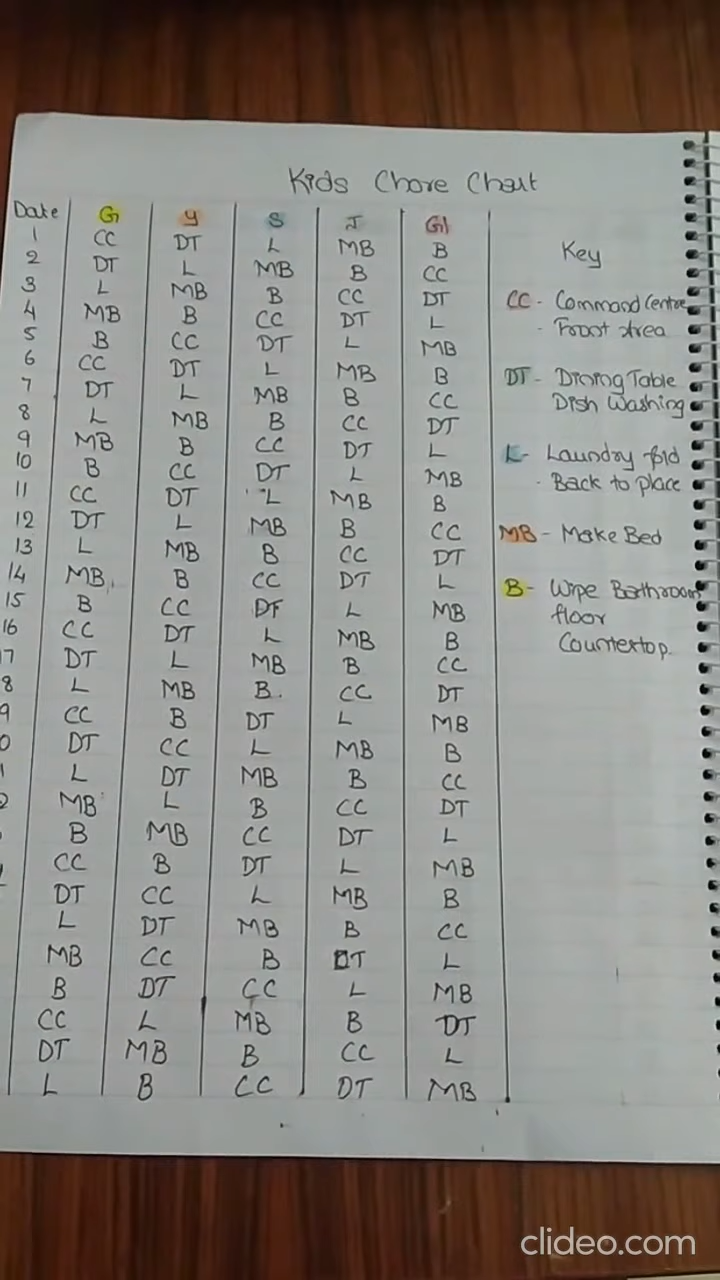 Kids Chore Chart
Date G Y S J Gl
1 CC DT L MB B
2 DT L MB B CC
3 L MB B CC DT
4 MB B CC DT L
5 B CC DT L MB
6 CC DT L MB B
7 DT L MB B CC
8 L MB B CC DT
9 MB B CC DT L
10 B CC DT L MB
11 CC DT L MB B
12 DT L MB B CC
13 L MB B CC DT
14 MB B CC DT L
15 B CC DT L MB
16 CC DT L MB B
17 DT L MB B CC
8 L MB B. CC DT
9 CC B DT L MB
0 DT CC L MB B
L DT MB B CC
MB L B CC DT
B MB CC DT L
CC B DT L MB
DT CC L MB B
L DT MB B CC
MB CC B DT L
B DT CC L MB
CC L MB B DT
DT MB B CC L
L B CC DT MB
Key
CC - Command Centre
- Front Area
DT - Dining Table
Dish Washing
L - Laundry fold
- Back to place
MB - Make Bed
B - Wipe Bathroom
floor
Countertop
clideo.com